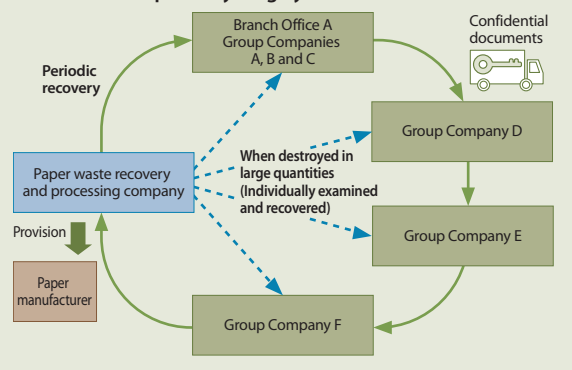 Branch Office A
Group Companies
A, B and C
Confidential
documents
Periodic
recovery
Group Company D
When destroyed in
large quantities
(Individually examined
and recovered)
Paper waste recovery
and processing company
Group Company E
Provision
Paper
manufacturer
Group Company F